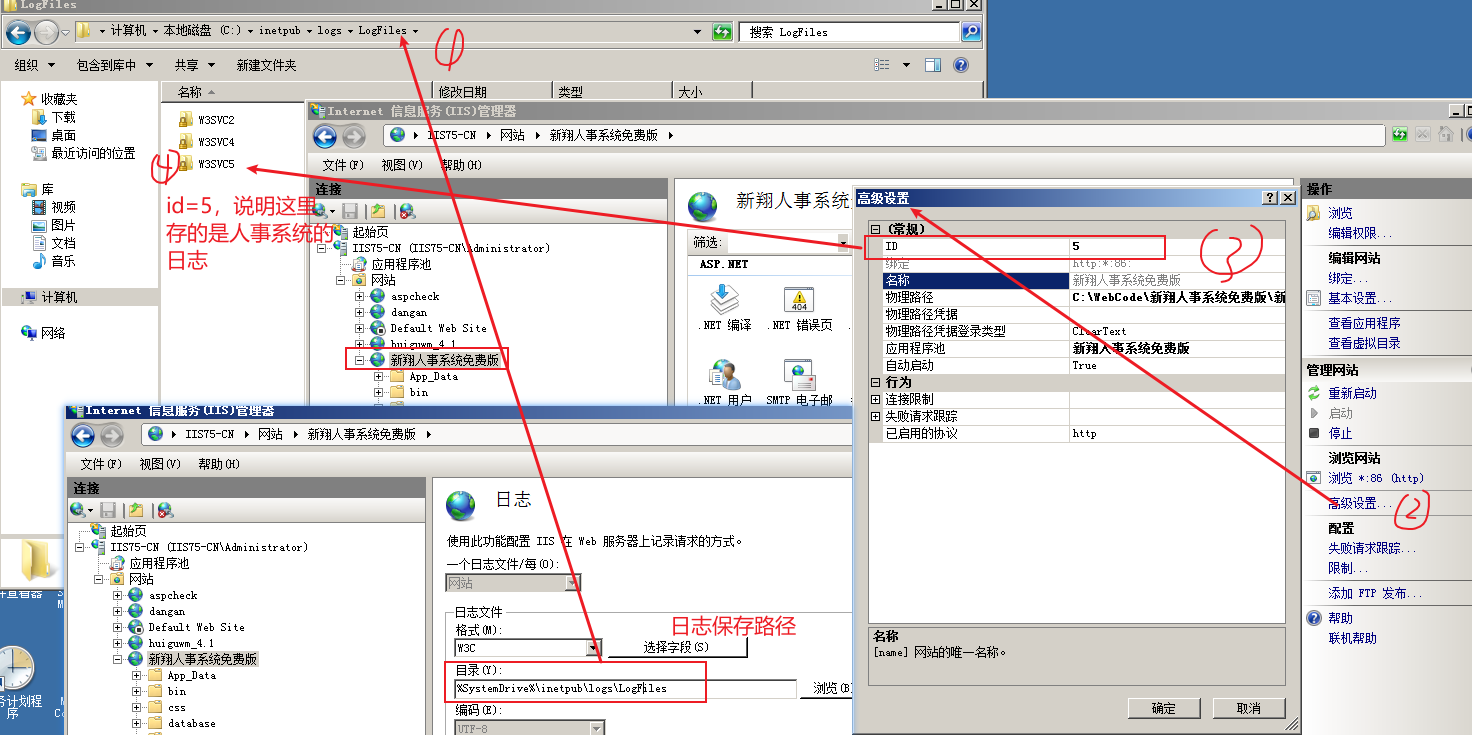 LogFiles
计算机 本地磁盘 (C:) inetpub logs LogFiles
搜索 LogFiles
组织 包含到库中 共享 新建文件夹
名称 修改日期 类型 大小
收藏夹
下载
桌面
最近访问的位置
库
视频
图片
文档
音乐
计算机
网络
W3SVC2
W3SVC4
W3SVC5
①
④
id=5，说明这里
存的是人事系统的
日志
Internet 信息服务(IIS)管理器
IIS75-CN 网站 新翔人事系统免费版
文件(F) 视图(V) 帮助(H)
连接
起始页
IIS75-CN (IIS75-CN\Administrator)
应用程序池
网站
aspcheck
dangan
Default Web Site
huiguwm_4.1
新翔人事系统免费版
App_Data
bin
新翔人事系统
筛选:
ASP.NET
.NET 编译 .NET 错误页
404
.NET 用户 SMTP 电子邮
高级设置
(常规)
ID 5
绑定 http:*:86:
名称 新翔人事系统免费版
物理路径 C:\WebCode\新翔人事系统免费版\新
物理路径凭据
物理路径凭据登录类型 ClearText
应用程序池 新翔人事系统免费版
自动启动 True
行为
连接限制
失败请求跟踪
已启用的协议 http
③
名称
[name] 网站的唯一名称。
确定 取消
操作
浏览
编辑权限...
编辑网站
绑定...
基本设置...
查看应用程序
查看虚拟目录
管理网站
重新启动
启动
停止
浏览网站
浏览 *:86 (http)
高级设置...
②
配置
失败请求跟踪...
限制...
添加 FTP 发布...
帮助
联机帮助
Internet 信息服务(IIS)管理器
IIS75-CN 网站 新翔人事系统免费版
文件(F) 视图(V) 帮助(H)
连接
起始页
IIS75-CN (IIS75-CN\Administrator)
应用程序池
网站
aspcheck
dangan
Default Web Site
huiguwm_4.1
新翔人事系统免费版
App_Data
bin
css
database
日志
使用此功能配置 IIS 在 Web 服务器上记录请求的方式。
一个日志文件/每(O):
网站
日志文件
格式(M):
W3C 选择字段(S)
日志保存路径
目录(Y):
%SystemDrive%\inetpub\logs\LogFiles 浏览(B)
编码(E):
UTF-8
件查看器
务计划程
序